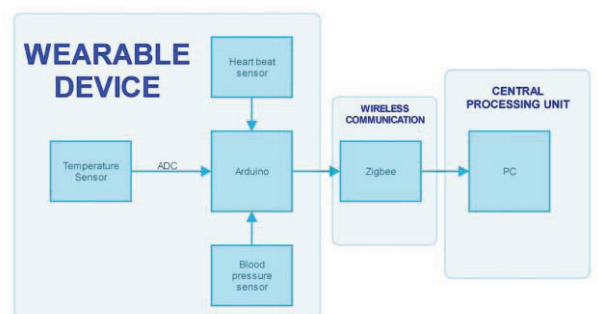 WEARABLE
DEVICE
Heart beat
sensor
Temperature
Sensor
ADC
Arduino
Blood
pressure
sensor
WIRELESS
COMMUNICATION
Zigbee
CENTRAL
PROCESSING UNIT
PC